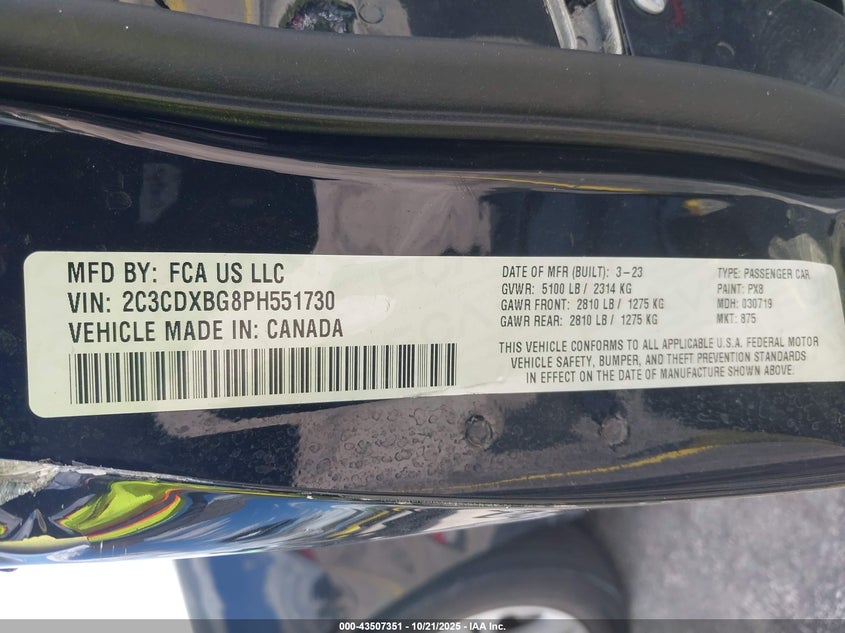 MFD BY: FCA US LLC
VIN: 2C3CDXBG8PH551730
VEHICLE MADE IN: CANADA
DATE OF MFR (BUILT): 3-23
GVWR: 5100 LB / 2314 KG
GAWR FRONT: 2810 LB / 1275 KG
GAWR REAR: 2810 LB / 1275 KG
TYPE: PASSENGER CAR
PAINT: PX8
MDH: 030719
MKT: 875
THIS VEHICLE CONFORMS TO ALL APPLICABLE U.S.A. FEDERAL MOTOR
VEHICLE SAFETY, BUMPER, AND THEFT PREVENTION STANDARDS
IN EFFECT ON THE DATE OF MANUFACTURE SHOWN ABOVE.
000-43507351 | 10/21/2025 - IAA Inc.